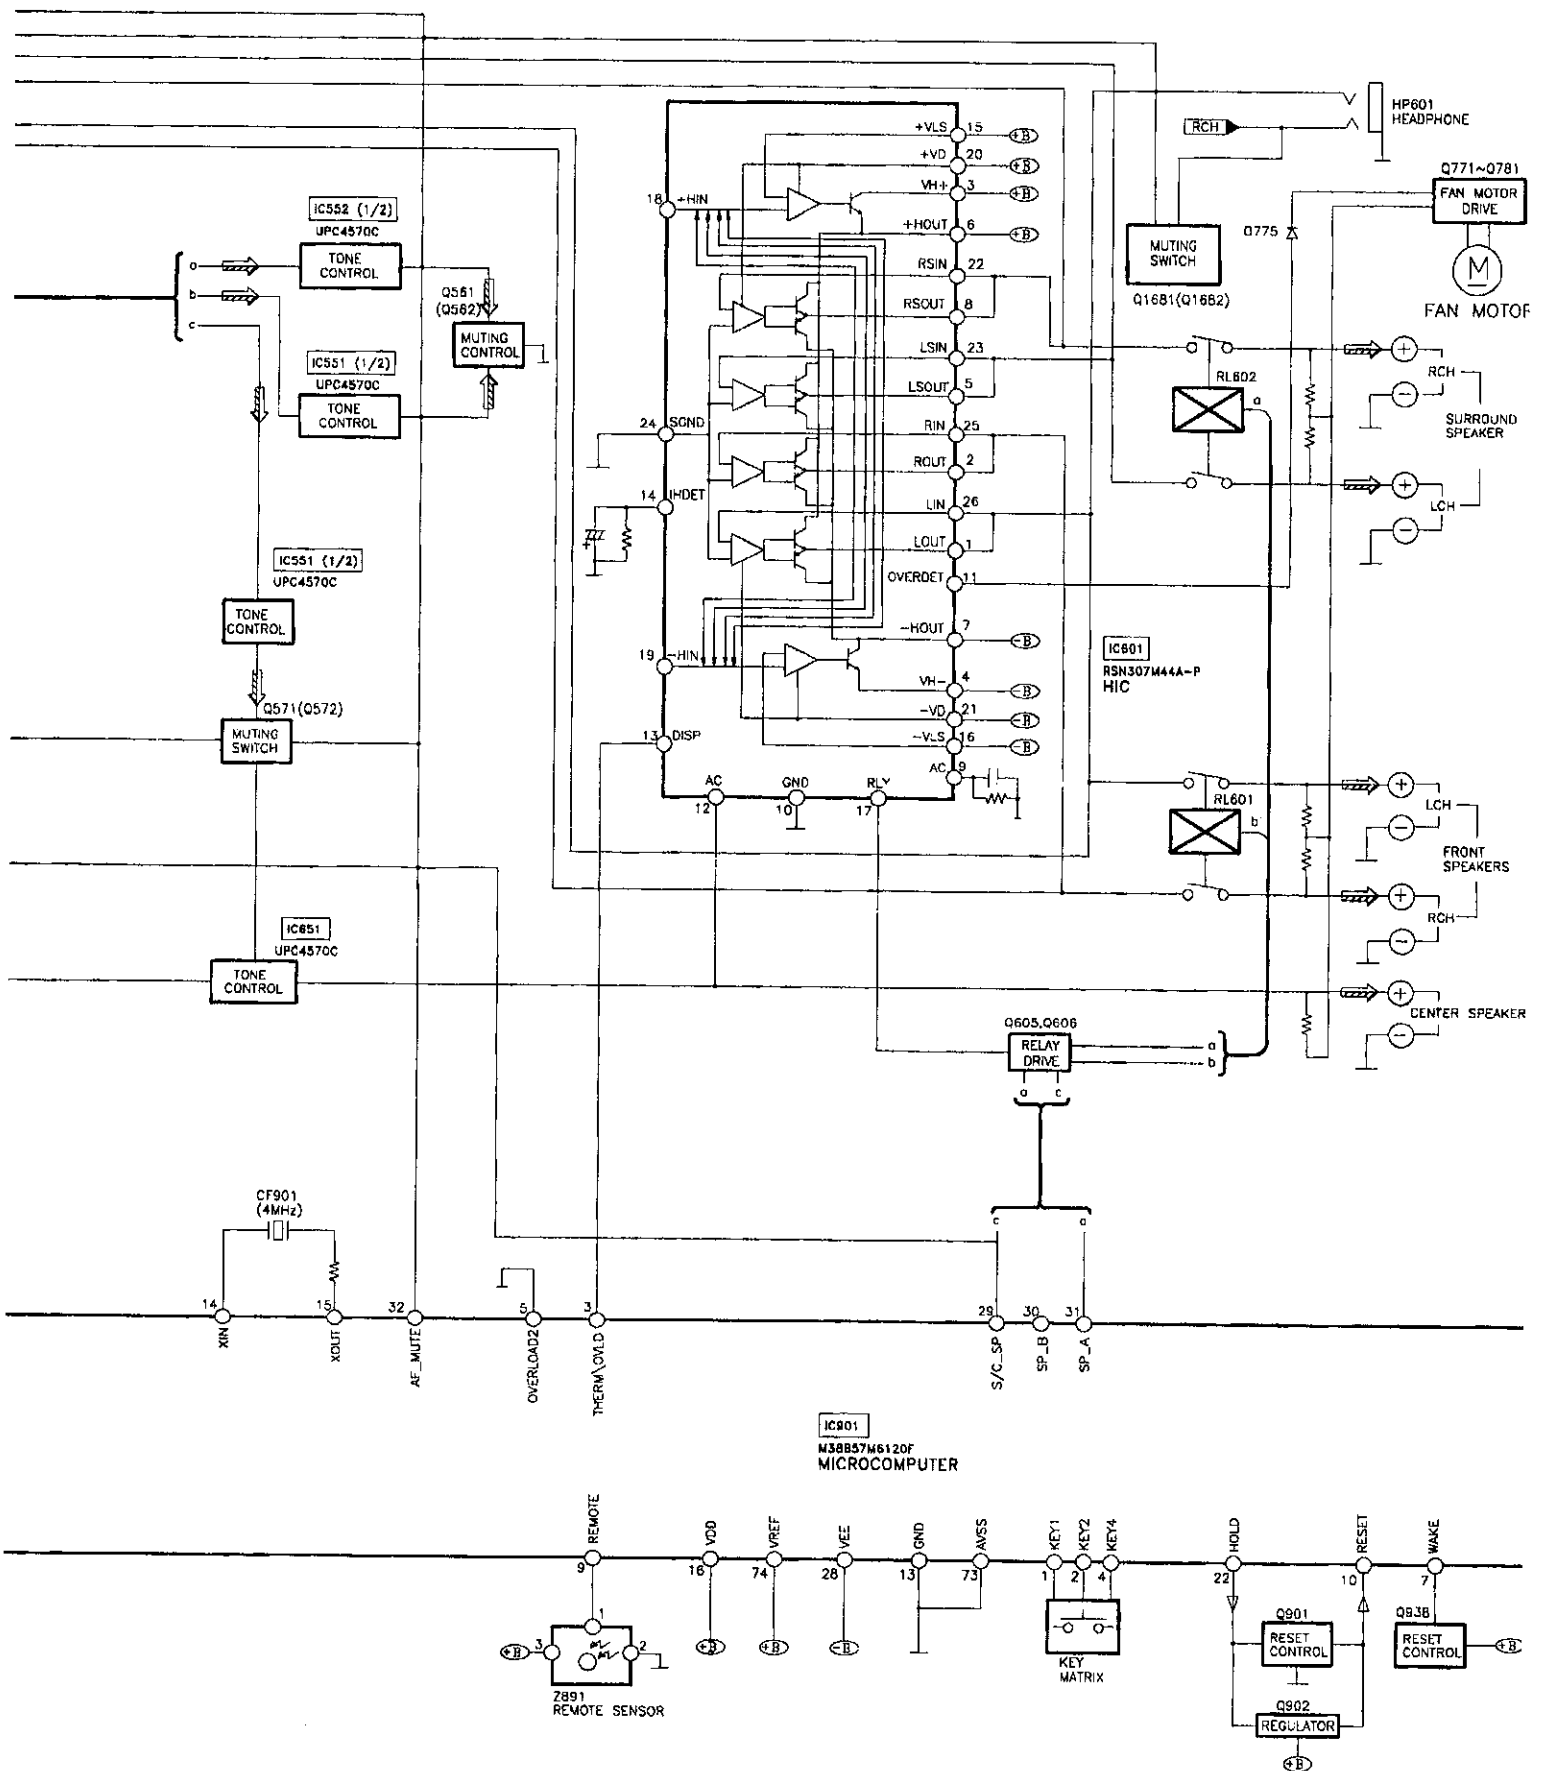 HP601
HEADPHONE
RCH
Q771~Q781
FAN MOTOR
DRIVE
M
FAN MOTOR
MUTING
SWITCH
Q1681(Q1682)
D775
+VLS 15 +B
+VD 20 +B
VH+ 3 +B
+HOUT 6 +B
RSIN 22
RSOUT 8
LSIN 23
LSOUT 5
RIN 25
ROUT 2
LIN 26
LOUT 1
OVERDET 11
-HOUT 7 -B
VH- 4 -B
-VD 21 -B
-VLS 16 -B
AC 9
18 +HIN
24 SGND
14 IHDET
+
19 -HIN
13 DISP
AC
12
GND
10
RLY
17
IC601
RSN307M44A-P
HIC
a
b
c
IC552 (1/2)
UPC4570C
TONE
CONTROL
Q561
(Q562)
MUTING
CONTROL
IC551 (1/2)
UPC4570C
TONE
CONTROL
IC551 (1/2)
UPC4570C
TONE
CONTROL
Q571(Q572)
MUTING
SWITCH
IC651
UPC4570C
TONE
CONTROL
RL602
a
+
RCH
-
SURROUND
SPEAKER
+
LCH
-
RL601
b
+
LCH
-
FRONT
SPEAKERS
+
RCH
-
+
CENTER SPEAKER
-
Q605,Q606
RELAY
DRIVE
a
b
a c
c a
CF901
(4MHz)
14 XIN
15 XOUT
32 AF_MUTE
5 OVERLOAD2
3 THERM\OVLD
29 S/C_SP
30 SP_B
31 SP_A
IC901
M38B57M6120F
MICROCOMPUTER
REMOTE 9
VDD 16 +B
VREF 74 +B
VEE 28 -B
GND 13
AVSS 73
KEY1 1
KEY2 2
KEY4 4
HOLD 22
RESET 10
WAKE 7
1
+B 3
2
Z891
REMOTE SENSOR
KEY
MATRIX
Q901
RESET
CONTROL
Q902
REGULATOR
+B
Q938
RESET
CONTROL
+B